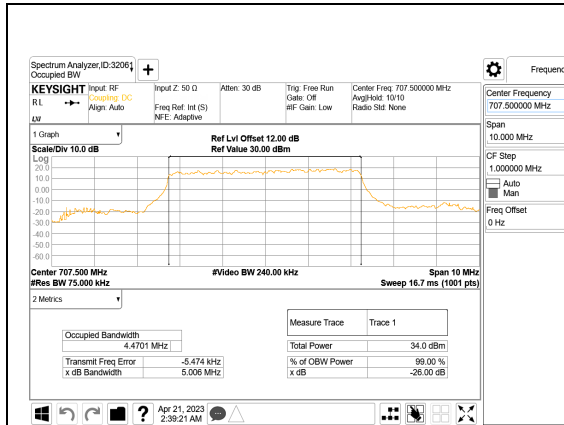 Spectrum Analyzer,ID:32061
Occupied BW
+
Frequenc
KEYSIGHT
RL
LXI
Input: RF
Coupling: DC
Align: Auto
Input Z: 50 Ω
Freq Ref: Int (S)
NFE: Adaptive
Atten: 30 dB
Trig: Free Run
Gate: Off
#IF Gain: Low
Center Freq: 707.500000 MHz
Avg|Hold: 10/10
Radio Std: None
Center Frequency
707.500000 MHz
Span
10.000 MHz
CF Step
1.000000 MHz
Auto
Man
Freq Offset
0 Hz
1 Graph
Scale/Div 10.0 dB
Ref Lvl Offset 12.00 dB
Ref Value 30.00 dBm
Log
20.0
10.0
0.00
-10.0
-20.0
-30.0
-40.0
-50.0
-60.0
Center 707.500 MHz
#Res BW 75.000 kHz
#Video BW 240.00 kHz
Span 10 MHz
Sweep 16.7 ms (1001 pts)
2 Metrics
Occupied Bandwidth
4.4701 MHz
Transmit Freq Error -5.474 kHz
x dB Bandwidth 5.006 MHz
Measure Trace Trace 1
Total Power 34.0 dBm
% of OBW Power 99.00 %
x dB -26.00 dB
?
Apr 21, 2023
2:39:21 AM